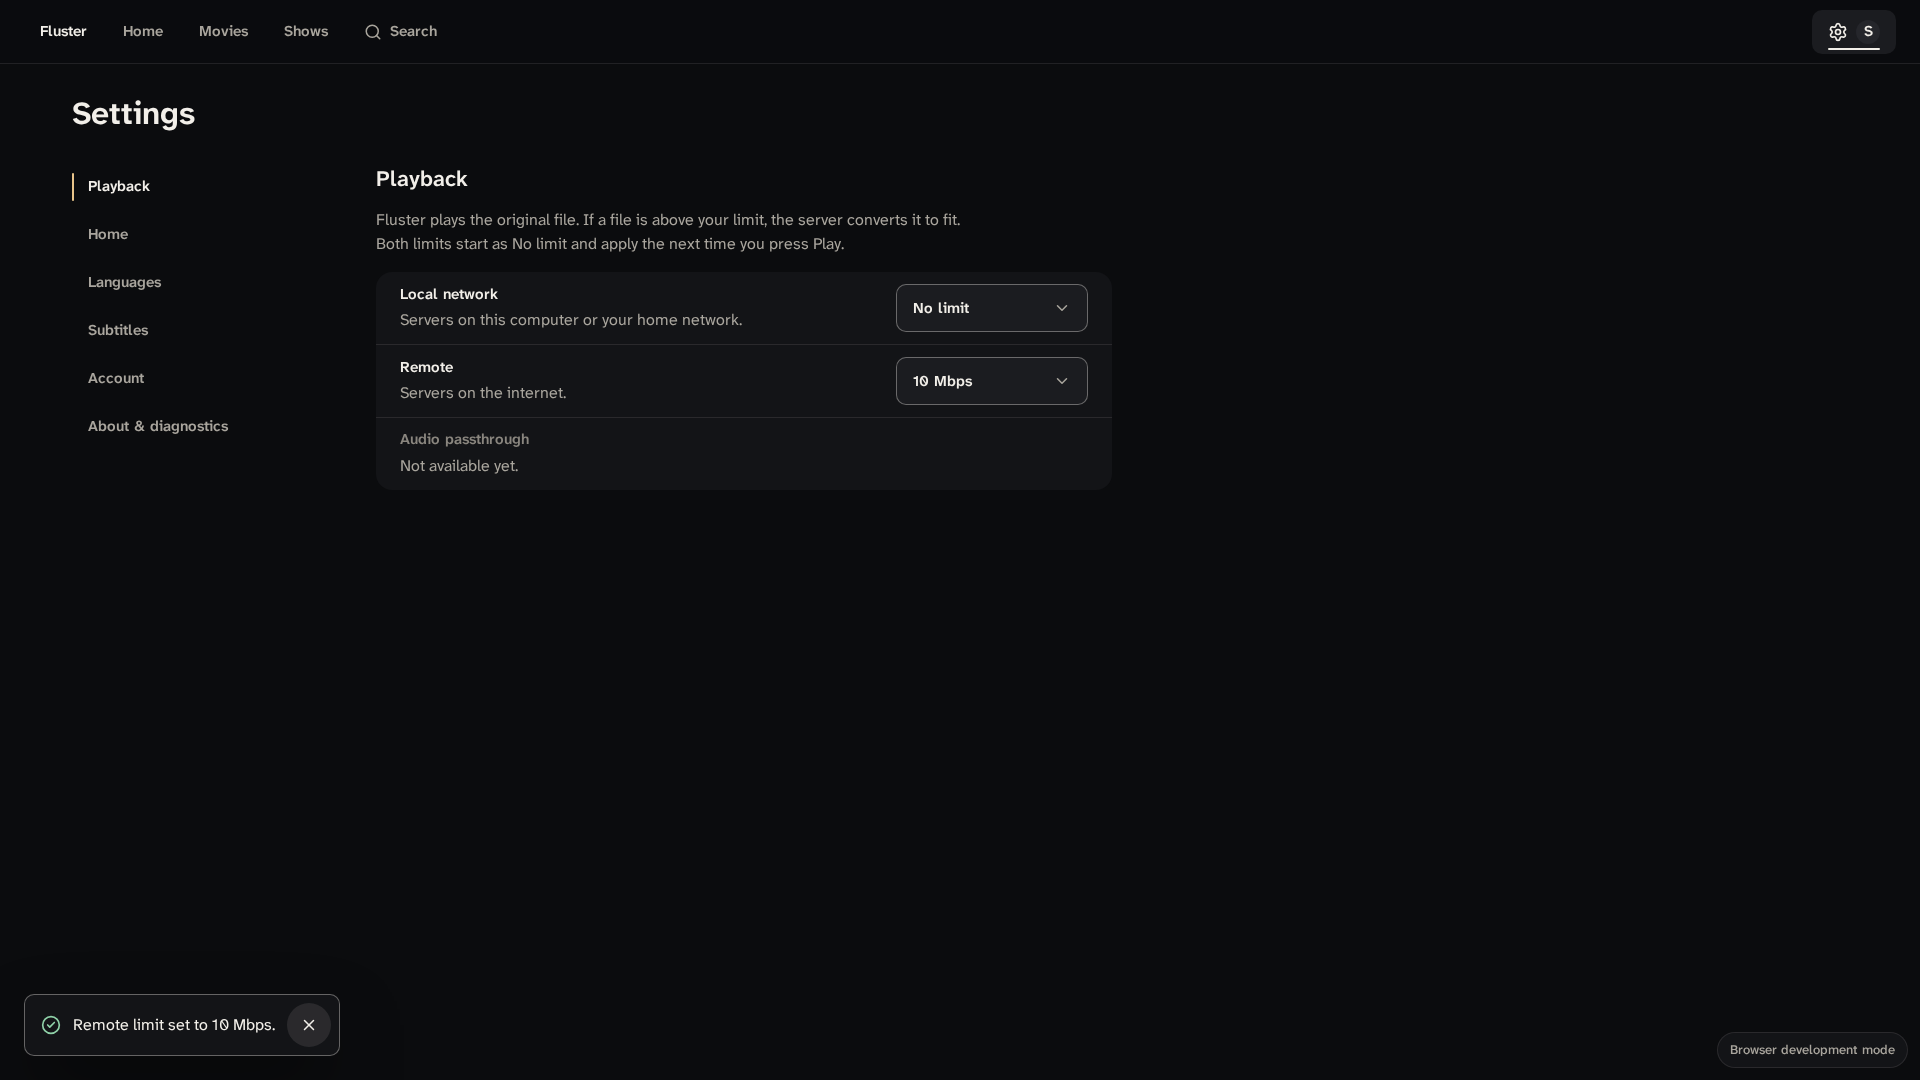 Fluster
Home
Movies
Shows
Search
S
Settings
Playback
Home
Languages
Subtitles
Account
About & diagnostics
Playback
Fluster plays the original file. If a file is above your limit, the server converts it to fit.
Both limits start as No limit and apply the next time you press Play.
Local network
Servers on this computer or your home network.
No limit
Remote
Servers on the internet.
10 Mbps
Audio passthrough
Not available yet.
Remote limit set to 10 Mbps.
Browser development mode